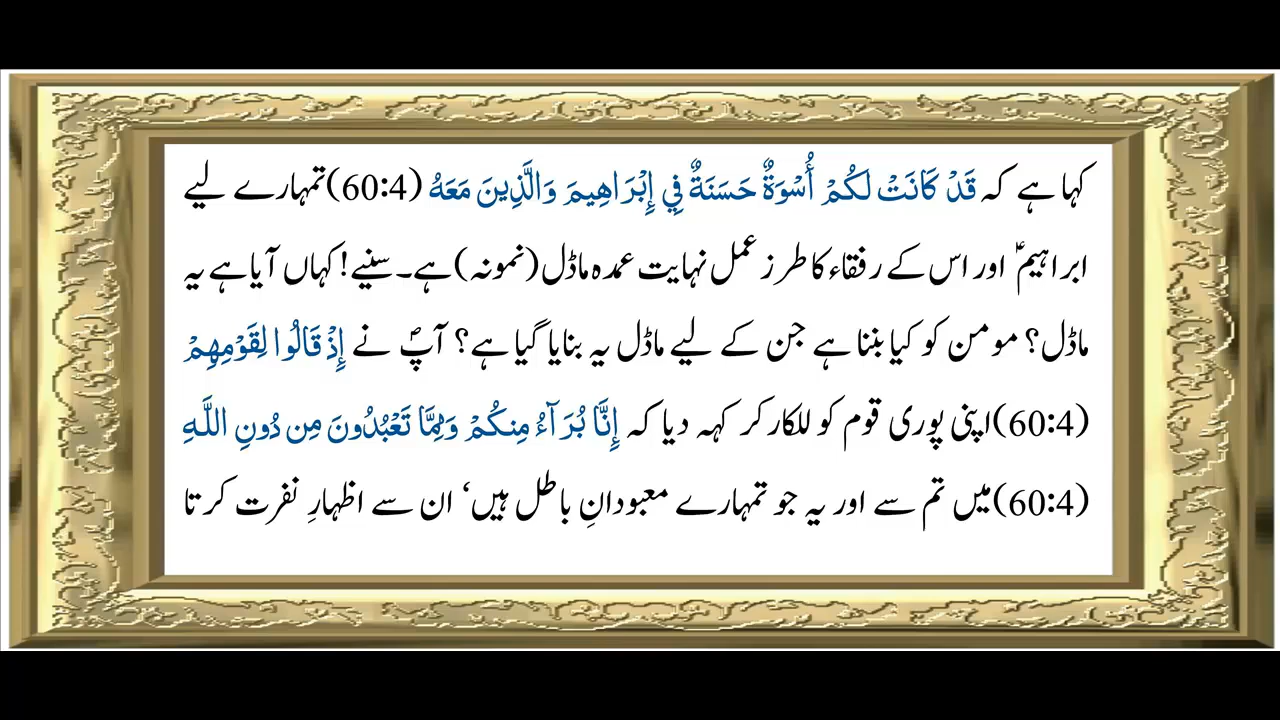 کہا ہے کہ قَدْ كَانَتْ لَكُمْ أُسْوَةٌ حَسَنَةٌ فِي إِبْرَاهِيمَ وَالَّذِينَ مَعَهُ (60:4) تمہارے لیے
ابراہیمؑ اور اس کے رفقاء کا طرز عمل نہایت عمدہ ماڈل (نمونہ) ہے۔ سنیے! کہاں آیا ہے یہ
ماڈل؟ مومن کو کیا بننا ہے جن کے لیے ماڈل یہ بنایا گیا ہے؟ آپؐ نے إِذْ قَالُوا لِقَوْمِهِمْ
(60:4) اپنی پوری قوم کو للکار کر کہہ دیا کہ إِنَّا بُرَآءُ مِنكُمْ وَمِمَّا تَعْبُدُونَ مِن دُونِ اللَّهِ
(60:4) میں تم سے اور یہ جو تمہارے معبودانِ باطل ہیں، ان سے اظہارِ نفرت کرتا